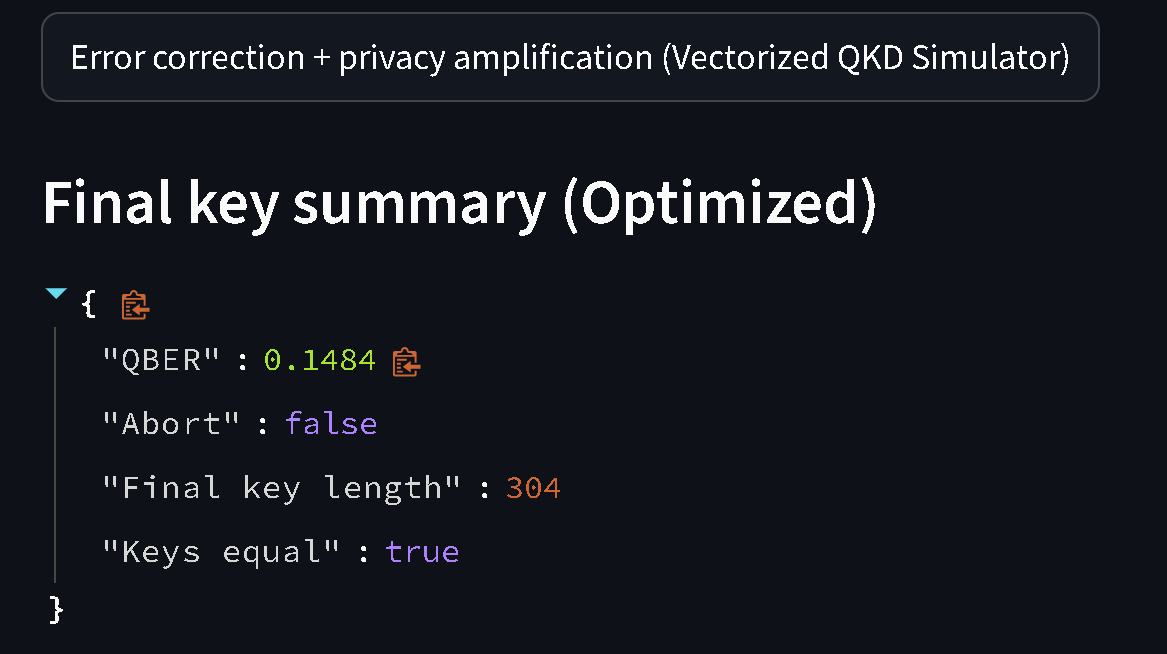 Error correction + privacy amplification (Vectorized QKD Simulator)
Final key summary (Optimized)
{
"QBER" : 0.1484
"Abort" : false
"Final key length" : 304
"Keys equal" : true
}